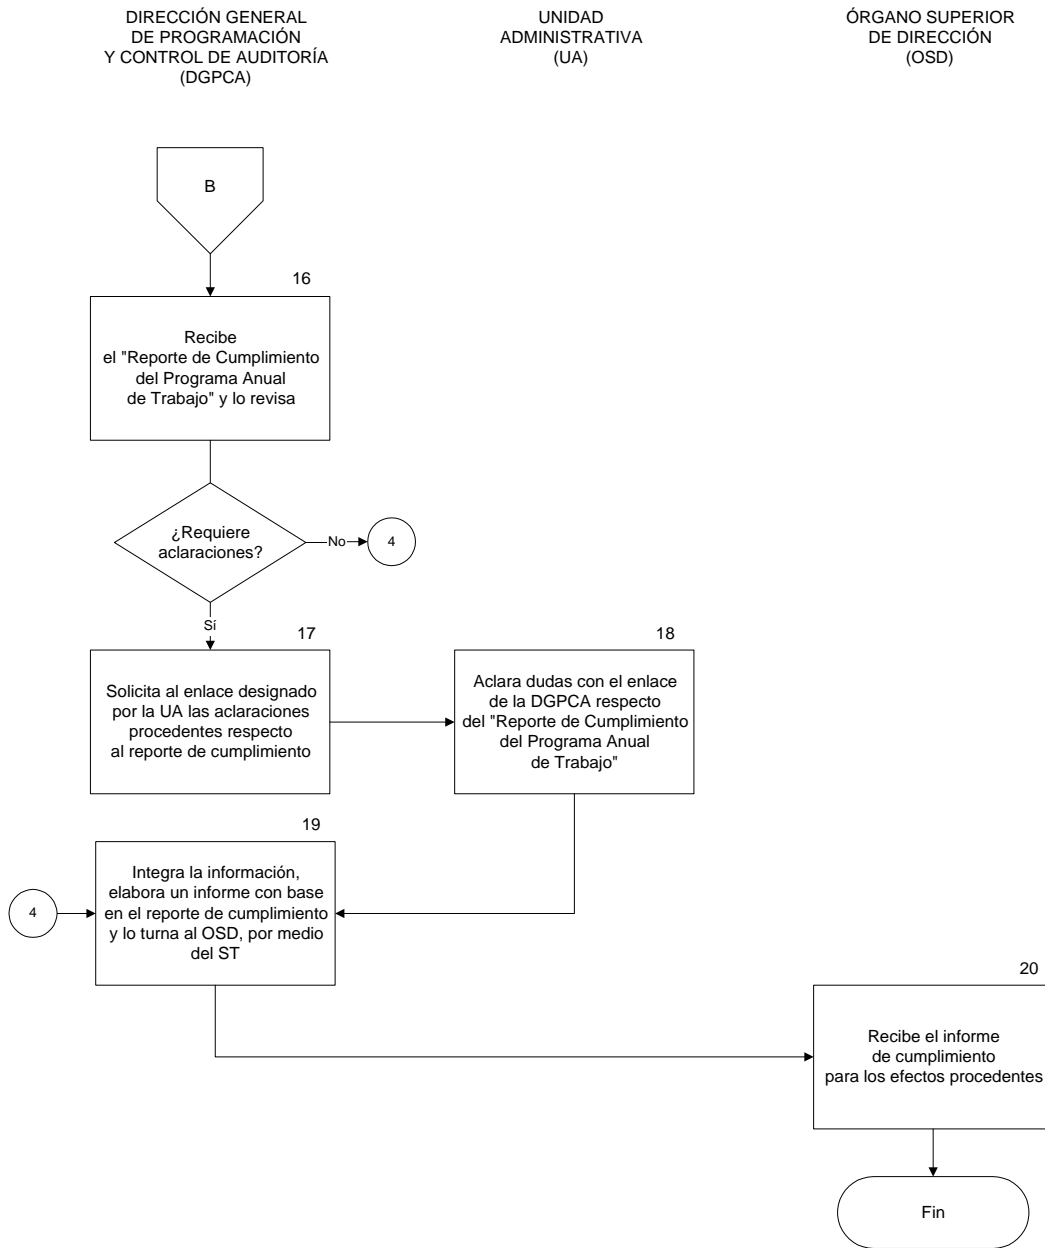 DIRECCIÓN GENERAL
DE PROGRAMACIÓN
Y CONTROL DE AUDITORÍA
(DGPCA)
UNIDAD
ADMINISTRATIVA
(UA)
ÓRGANO SUPERIOR
DE DIRECCIÓN
(OSD)
B
16
Recibe
el "Reporte de Cumplimiento
del Programa Anual
de Trabajo" y lo revisa
¿Requiere
aclaraciones?
No
4
Sí
17
Solicita al enlace designado
por la UA las aclaraciones
procedentes respecto
al reporte de cumplimiento
18
Aclara dudas con el enlace
de la DGPCA respecto
del "Reporte de Cumplimiento
del Programa Anual
de Trabajo"
19
4
Integra la información,
elabora un informe con base
en el reporte de cumplimiento
y lo turna al OSD, por medio
del ST
20
Recibe el informe
de cumplimiento
para los efectos procedentes
Fin